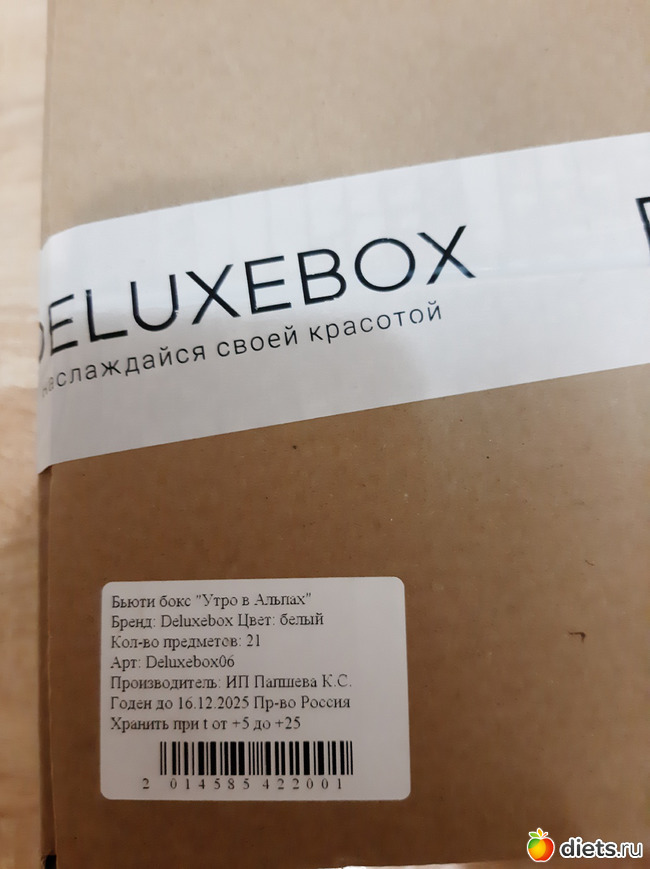 DELUXEBOX
наслаждайся своей красотой
Бьюти бокс "Утро в Альпах"
Бренд: Deluxebox Цвет: белый
Кол-во предметов: 21
Арт: Deluxebox06
Производитель: ИП Папшева К.С.
Годен до 16.12.2025 Пр-во Россия
Хранить при t от +5 до +25
2 014585 422001
diets.ru